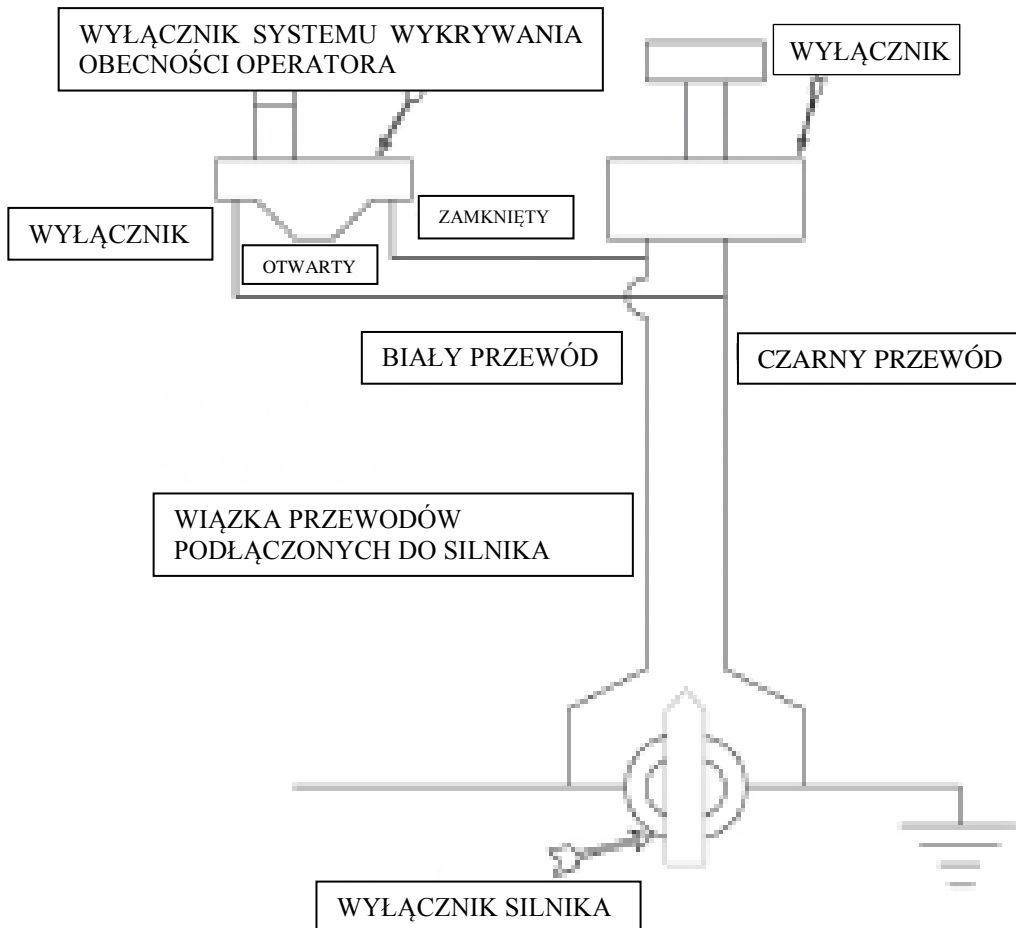 WYŁĄCZNIK SYSTEMU WYKRYWANIA
OBECNOŚCI OPERATORA
WYŁĄCZNIK
ZAMKNIĘTY
WYŁĄCZNIK
OTWARTY
BIAŁY PRZEWÓD
CZARNY PRZEWÓD
WIĄZKA PRZEWODÓW
PODŁĄCZONYCH DO SILNIKA
WYŁĄCZNIK SILNIKA